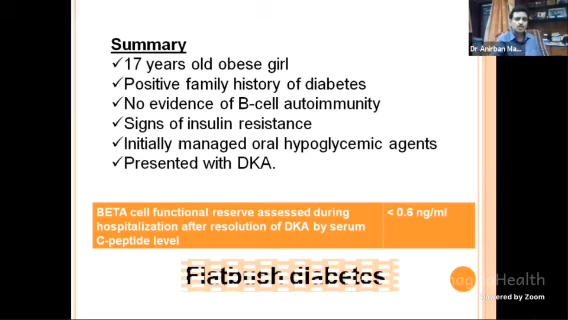 Summary
✓17 years old obese girl
✓Positive family history of diabetes
✓No evidence of B-cell autoimmunity
✓Signs of insulin resistance
✓Initially managed oral hypoglycemic agents
✓Presented with DKA.
BETA cell functional reserve assessed during
hospitalization after resolution of DKA by serum
C-peptide level
< 0.6 ng/ml
Flatbush diabetes
Health
Powered by Zoom
Dr Anirban Ma...